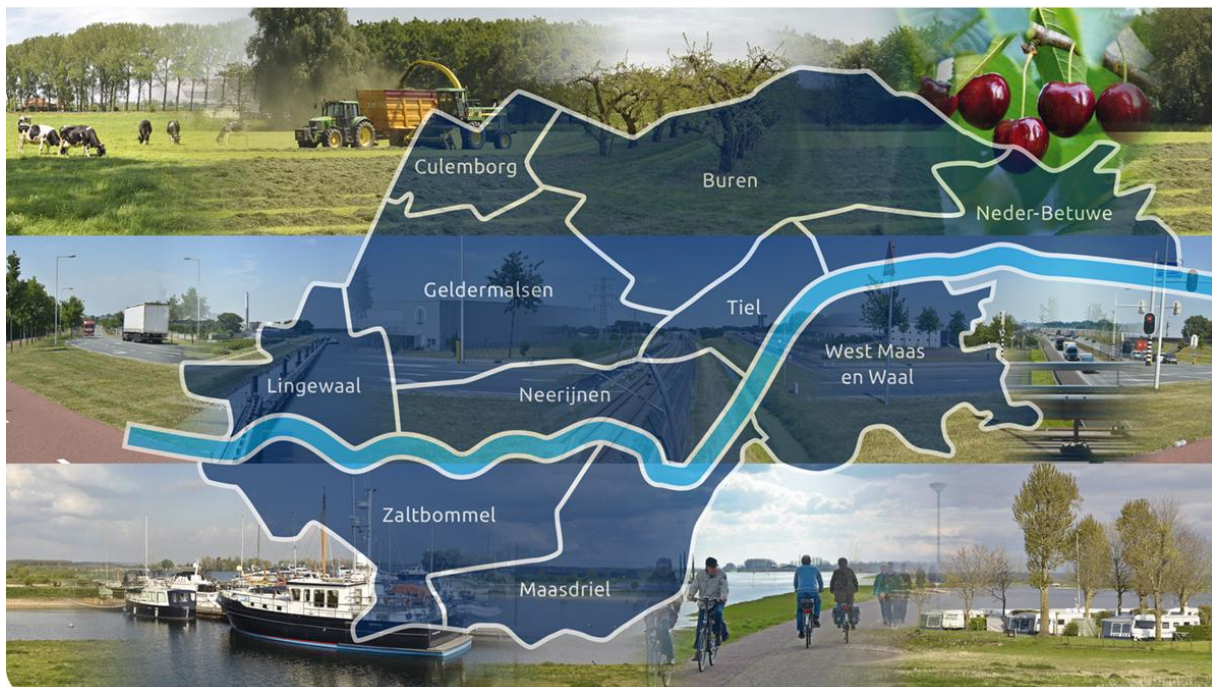 Culemborg
Buren
Neder-Betuwe
Geldermalsen
Tiel
West Maas
en Waal
Lingewaal
Neerijnen
Zaltbommel
Maasdriel